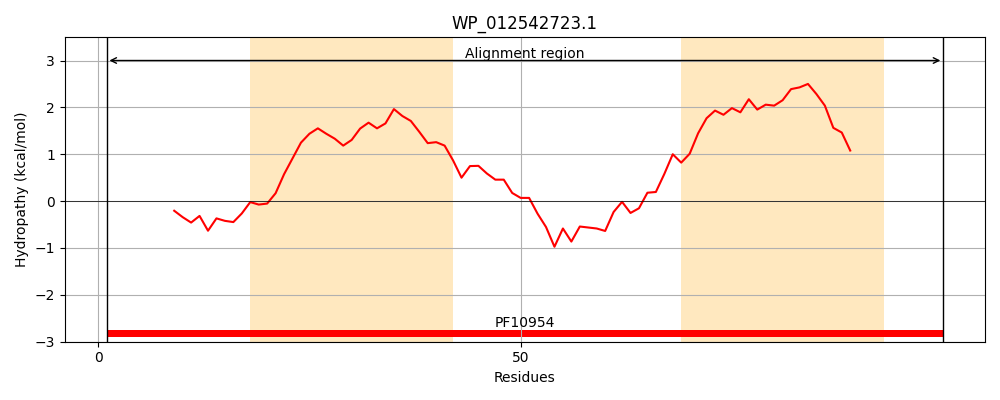 WP_012542723.1
Alignment region
3
2
1
0
−1
−2
−3
Hydropathy (kcal/mol)
PF10954
0
50
Residues